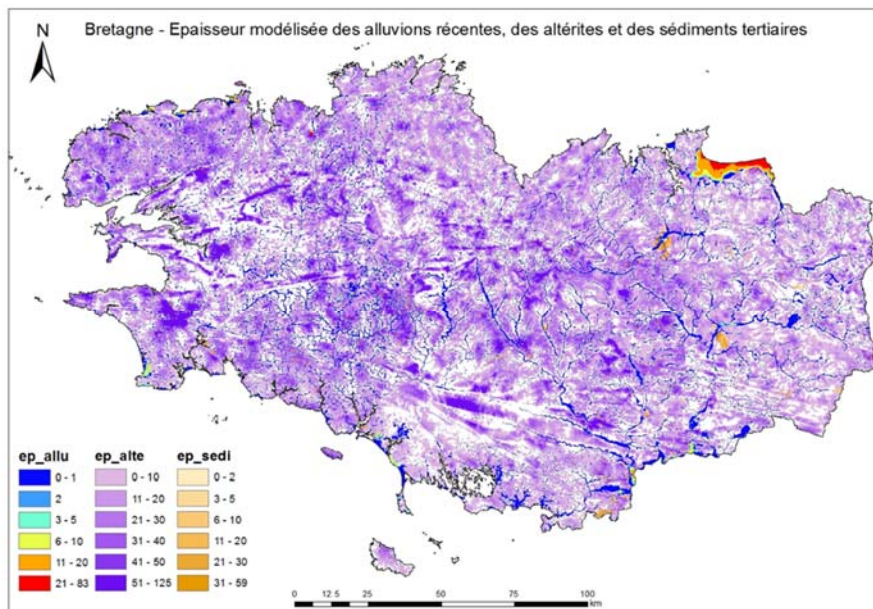 Bretagne - Epaisseur modélisée des alluvions récentes, des altérites et des sédiments tertiaires
N
ep_allu ep_alte ep_sedi
0 - 1 0 - 10 0 - 2
2 11 - 20 3 - 5
3 - 5 21 - 30 6 - 10
6 - 10 31 - 40 11 - 20
11 - 20 41 - 50 21 - 30
21 - 83 51 - 125 31 - 59
0 12.5 25 50 75 100
km